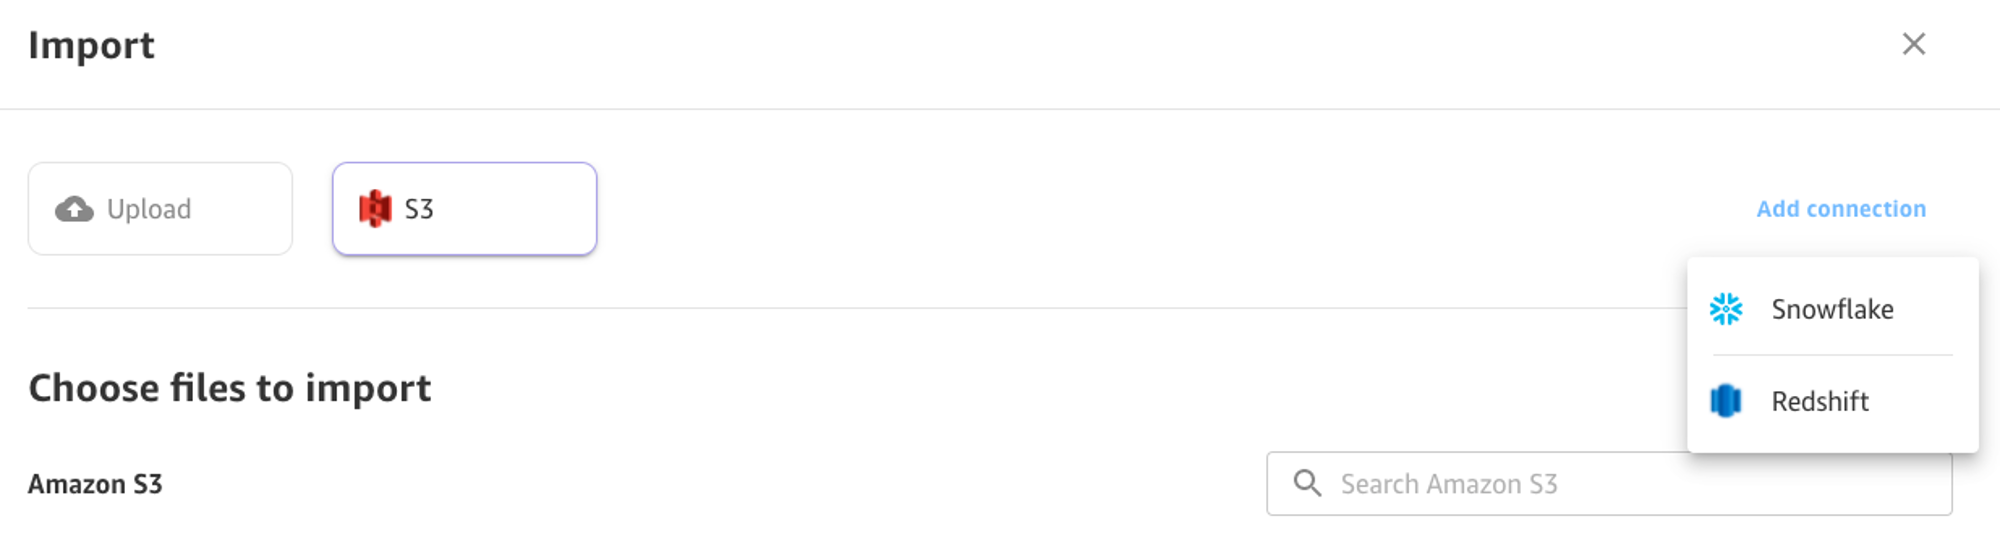 Import
Upload
S3
Add connection
Snowflake
Redshift
Choose files to import
Amazon S3
Search Amazon S3